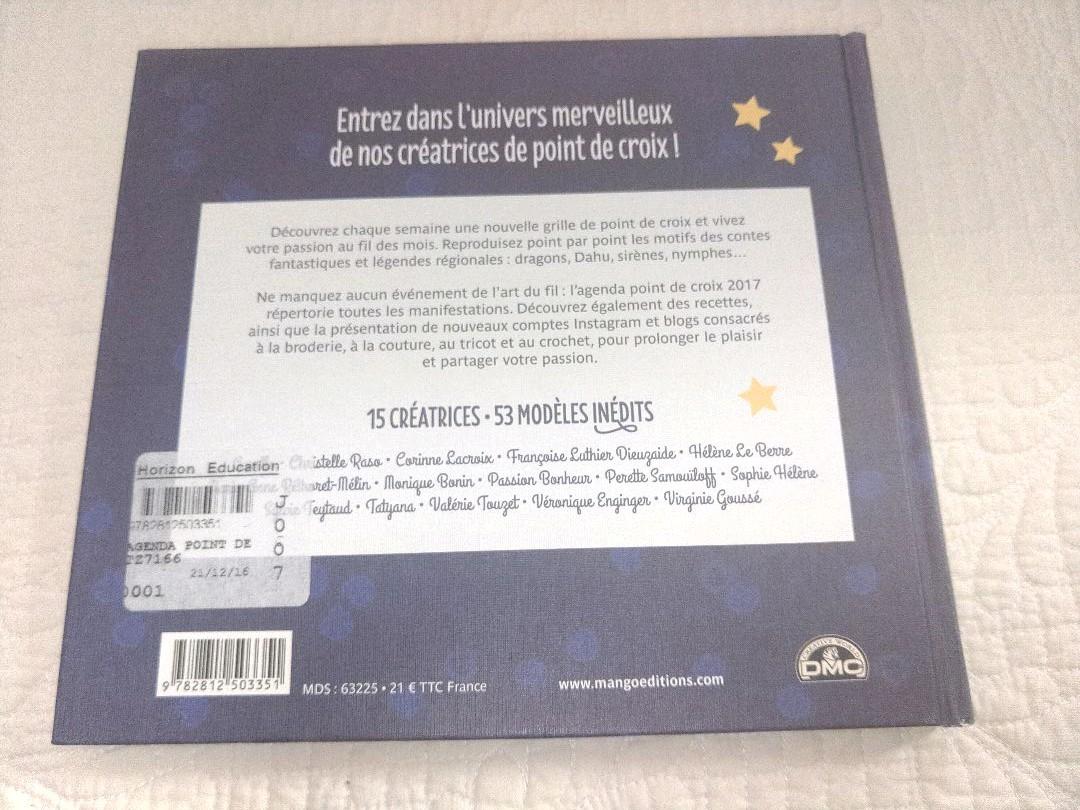 Entrez dans l'univers merveilleux
de nos créatrices de point de croix !
Découvrez chaque semaine une nouvelle grille de point de croix et vivez
votre passion au fil des mois. Reproduisez point par point les motifs des contes
fantastiques et légendes régionales : dragons, Dahu, sirènes, nymphes...
Ne manquez aucun événement de l'art du fil : l'agenda point de croix 2017
répertorie toutes les manifestations. Découvrez également des recettes,
ainsi que la présentation de nouveaux comptes Instagram et blogs consacrés
à la broderie, à la couture, au tricot et au crochet, pour prolonger le plaisir
et partager votre passion.
15 CRÉATRICES • 53 MODÈLES INÉDITS
Christelle Raso • Corinne Lacroix • Françoise Luthier Dieuzaide • Hélène Le Berre
-Mélin • Monique Bonin • Passion Bonheur • Perette Samouïloff • Sophie Hélène
Teytaud • Tatyana • Valérie Touzet • Véronique Enginger • Virginie Goussé
Horizon Education
9782812503351
AGENDA POINT DE
T27166
21/12/16
0001
J
O
O
7
9 782812 503351
MDS : 63225 • 21 € TTC France
www.mangoeditions.com
CREATIVE WORLD
DMC